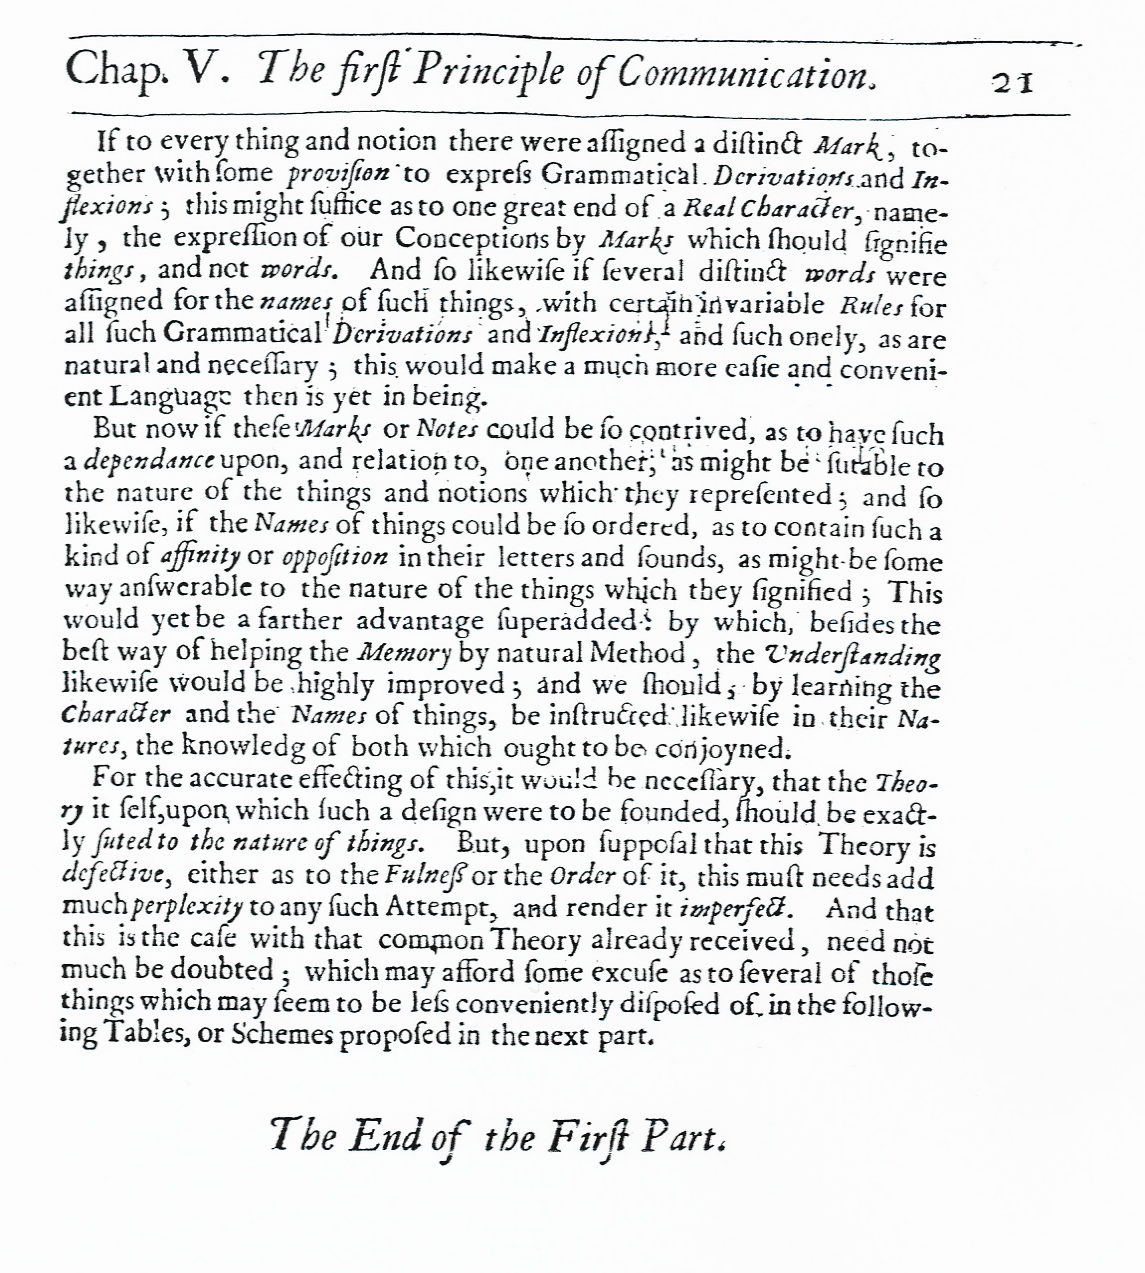 Chap. V. The firſt Principle of Communication. 21
If to every thing and notion there were aſſigned a diſtinct Mark, to-
gether with ſome proviſion to expreſs Grammatical Derivations and In-
flexions; this might ſuffice as to one great end of a Real Character, name-
ly, the expreſſion of our Conceptions by Marks which ſhould ſignifie
things, and not words. And ſo likewiſe if ſeveral diſtinct words were
aſſigned for the names of ſuch things, with certain invariable Rules for
all ſuch Grammatical Derivations and Inflexions, and ſuch onely, as are
natural and neceſſary; this would make a much more eaſie and conveni-
ent Language then is yet in being.
But now if theſe Marks or Notes could be ſo contrived, as to have ſuch
a dependance upon, and relation to, one another, as might be ſutable to
the nature of the things and notions which they repreſented; and ſo
likewiſe, if the Names of things could be ſo ordered, as to contain ſuch a
kind of affinity or oppoſition in their letters and ſounds, as might be ſome
way anſwerable to the nature of the things which they ſignified; This
would yet be a farther advantage ſuperadded: by which, beſides the
beſt way of helping the Memory by natural Method, the Underſtanding
likewiſe would be highly improved; and we ſhould, by learning the
Character and the Names of things, be inſtructed likewiſe in their Na-
tures, the knowledg of both which ought to be conjoyned.
For the accurate effecting of this, it would be neceſſary, that the Theo-
ry it ſelf, upon which ſuch a deſign were to be founded, ſhould be exact-
ly ſuted to the nature of things. But, upon ſuppoſal that this Theory is
defective, either as to the Fulneſs or the Order of it, this muſt needs add
much perplexity to any ſuch Attempt, and render it imperfect. And that
this is the caſe with that common Theory already received, need not
much be doubted; which may afford ſome excuſe as to ſeveral of thoſe
things which may ſeem to be leſs conveniently diſpoſed of in the follow-
ing Tables, or Schemes propoſed in the next part.
The End of the Firſt Part.